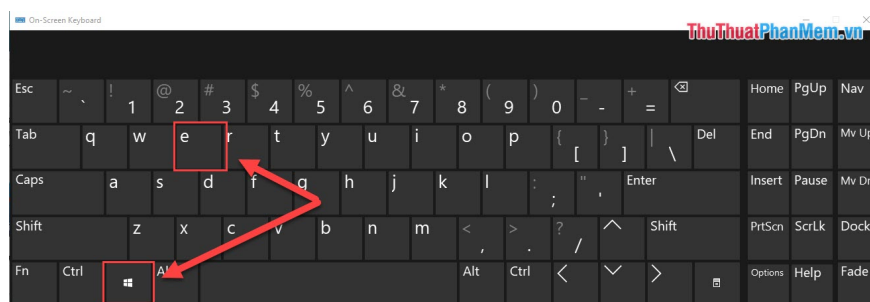 On-Screen Keyboard
ThuThuatPhanMem.vn
Esc ~ ` ! 1 @ 2 # 3 $ 4 % 5 ^ 6 & 7 * 8 ( 9 ) 0 _ - + = Home PgUp Nav
Tab q w e r t y u i o p { [ } ] | \ Del End PgDn Mv Up
Caps a s d f g h j k l : ; " ' Enter Insert Pause Mv Dn
Shift z x c v b n m < , > . ? / Shift PrtScn ScrLk Dock
Fn Ctrl Alt Alt Ctrl Options Help Fade